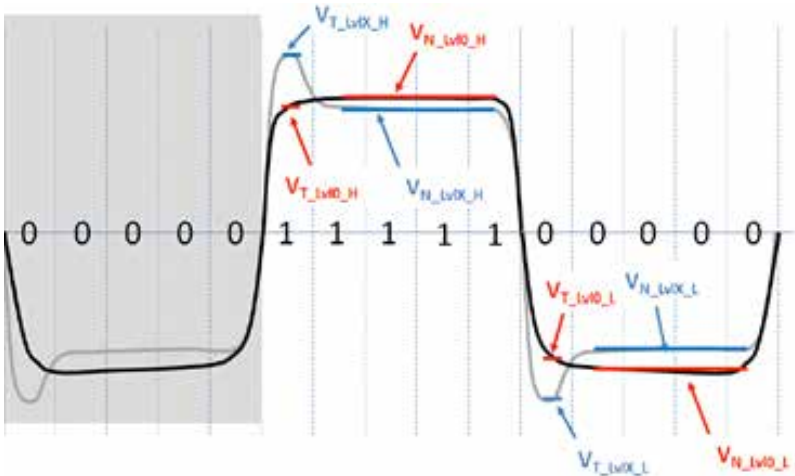 V_T_LvlX_H
V_N_Lvl0_H
V_T_Lvl0_H
V_N_LvlX_H
0 0 0 0 0 1 1 1 1 1 0 0 0 0 0
V_T_Lvl0_L
V_N_LvlX_L
V_T_LvlX_L
V_N_Lvl0_L